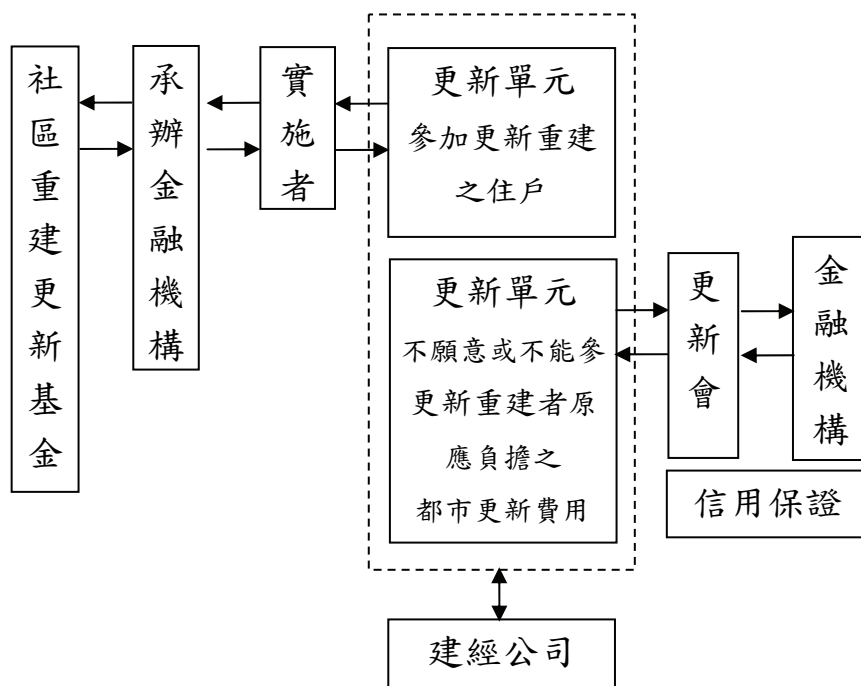 社區重建更新基金
承辦金融機構
實施者
更新單元
參加更新重建
之住戶
更新單元
不願意或不能參
更新重建者原
應負擔之
都市更新費用
更新會
金融機構
信用保證
建經公司